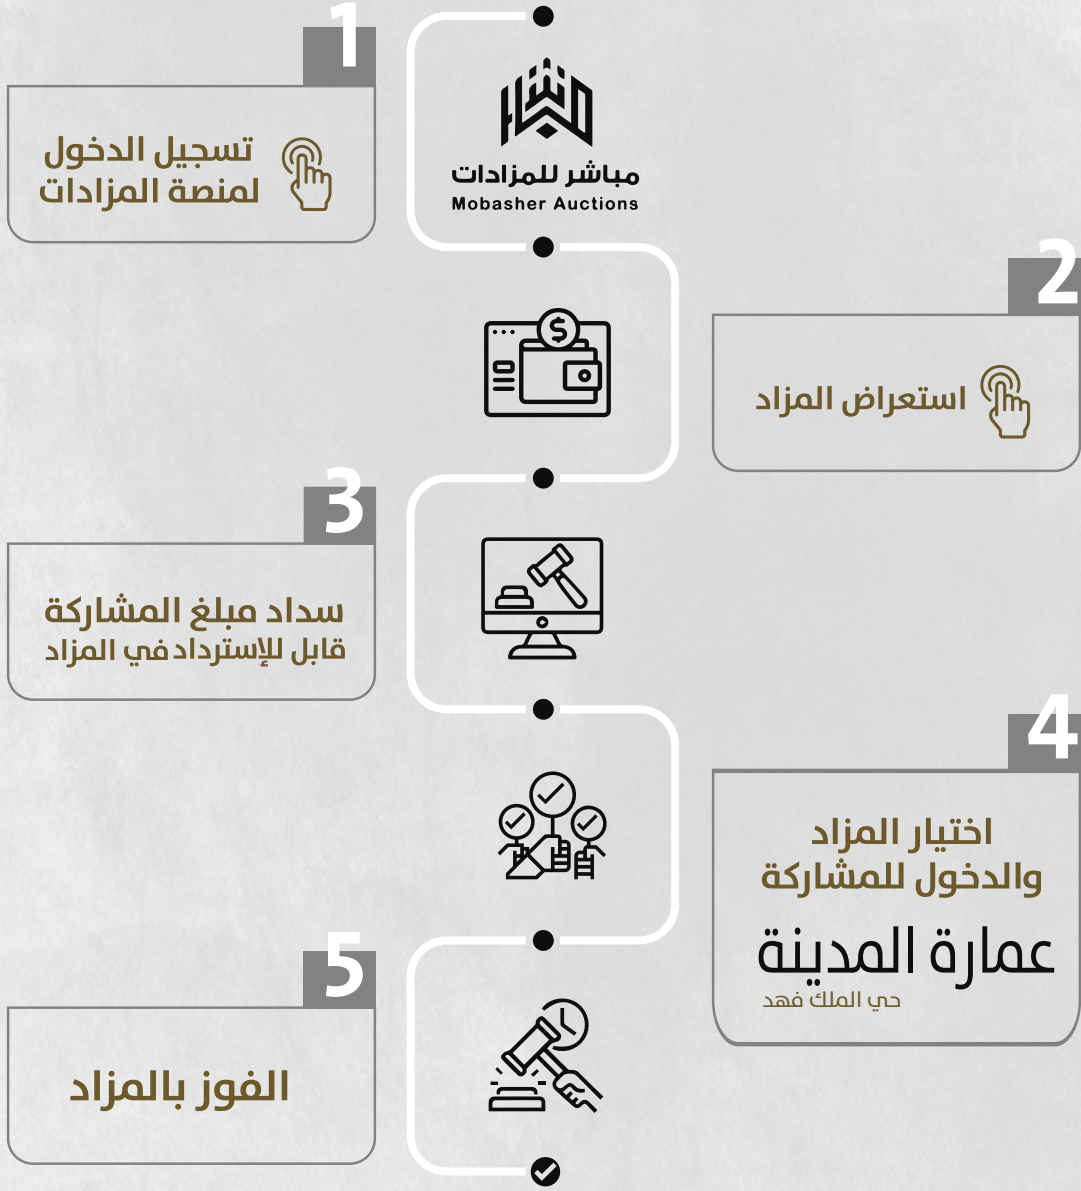 1
تسجيل الدخول
لمنصة المزادات
مباشر للمزادات
Mobasher Auctions
2
استعراض المزاد
$
3
سداد مبلغ المشاركة
قابل للإسترداد في المزاد
4
اختيار المزاد
والدخول للمشاركة
عمارة المدينة
حي الملك فهد
5
الفوز بالمزاد